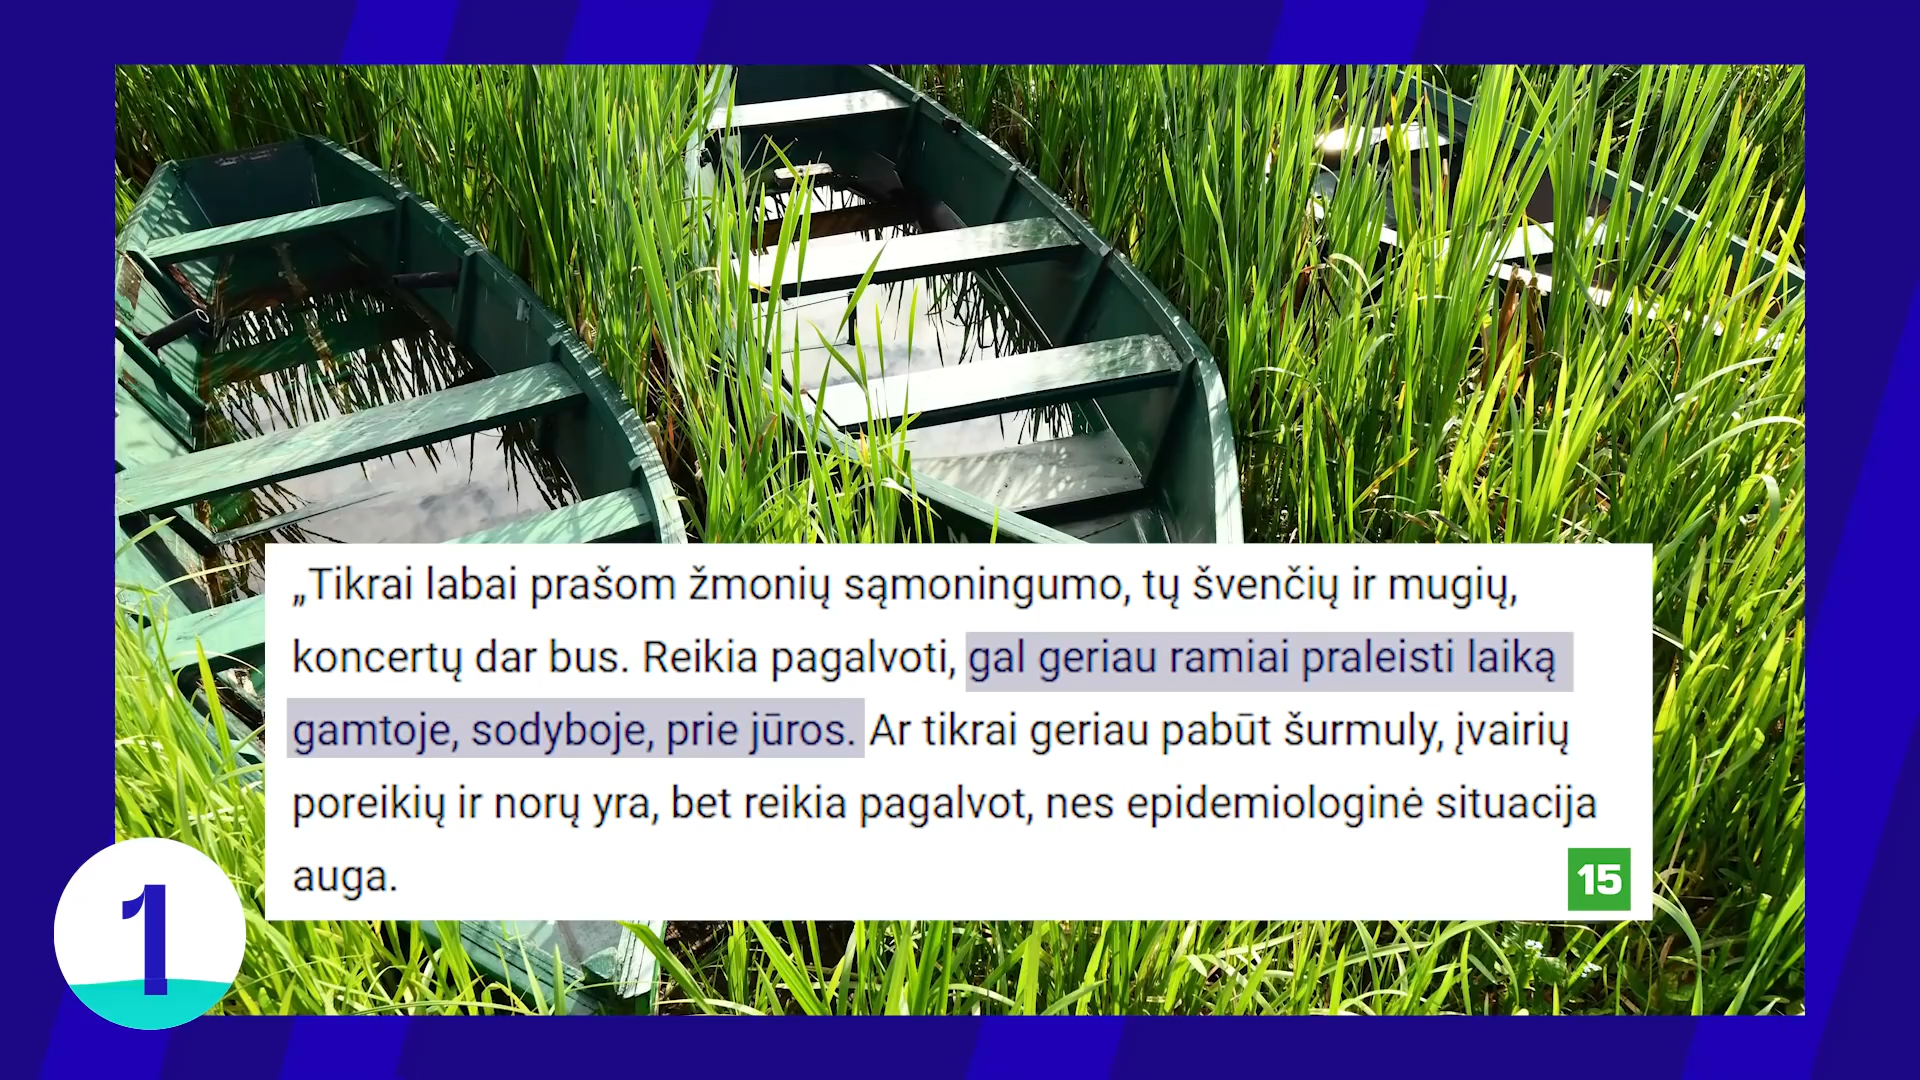 „Tikrai labai prašom žmonių sąmoningumo, tų švenčių ir mugių,
koncertų dar bus. Reikia pagalvoti, gal geriau ramiai praleisti laiką
gamtoje, sodyboje, prie jūros. Ar tikrai geriau pabūt šurmuly, įvairių
poreikių ir norų yra, bet reikia pagalvot, nes epidemiologinė situacija
auga.
15
1